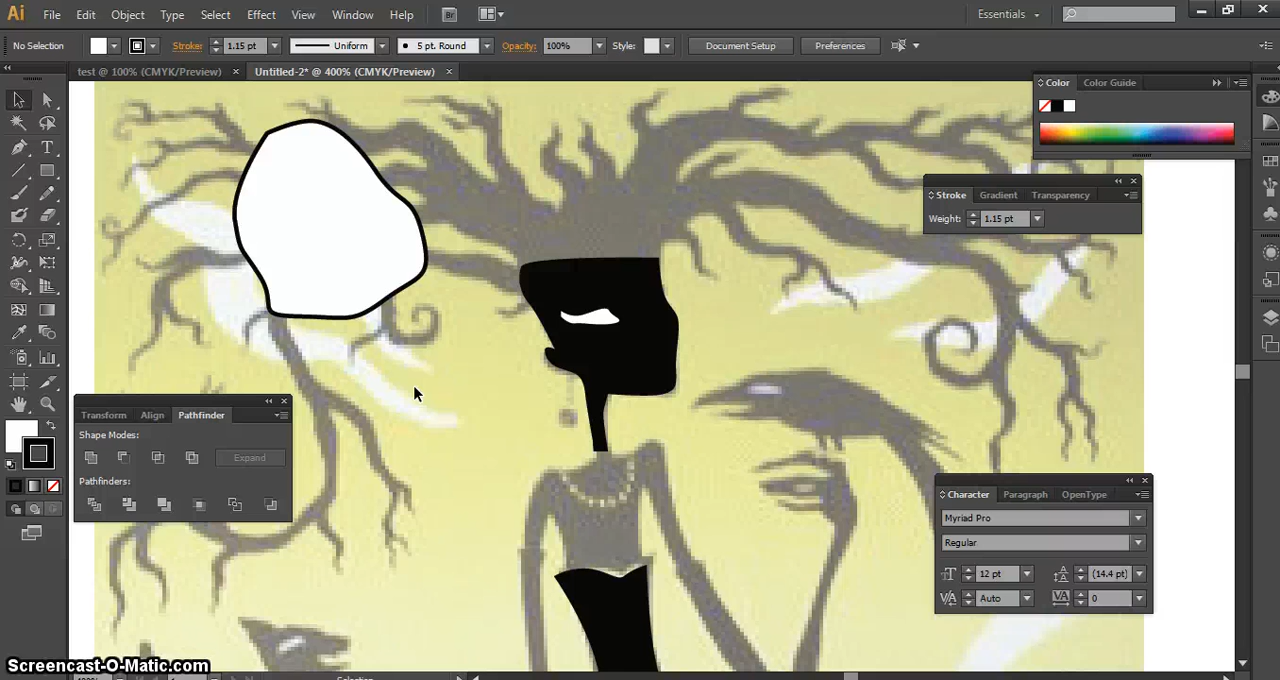 Ai File Edit Object Type Select Effect View Window Help Br Essentials
No Selection Stroke: 1.15 pt Uniform 5 pt. Round Opacity: 100% Style: Document Setup Preferences
test @ 100% (CMYK/Preview) × Untitled-2* @ 400% (CMYK/Preview) ×
Color Color Guide
Stroke Gradient Transparency
Weight: 1.15 pt
Transform Align Pathfinder
Shape Modes:
Expand
Pathfinders:
Character Paragraph OpenType
Myriad Pro
Regular
12 pt (14.4 pt)
Auto 0
Screencast-O-Matic.com
Selection